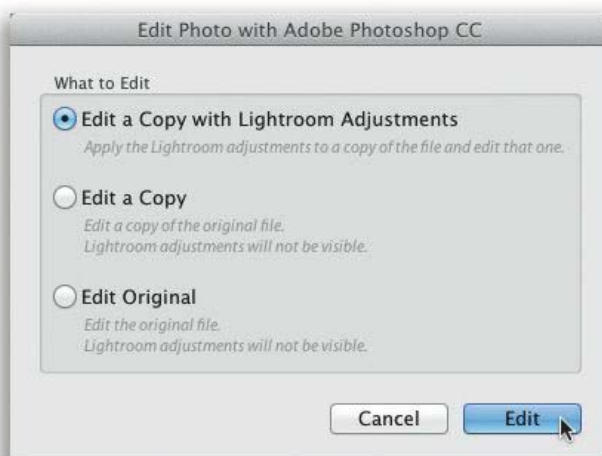 Edit Photo with Adobe Photoshop CC
What to Edit
Edit a Copy with Lightroom Adjustments
Apply the Lightroom adjustments to a copy of the file and edit that one.
Edit a Copy
Edit a copy of the original file.
Lightroom adjustments will not be visible.
Edit Original
Edit the original file.
Lightroom adjustments will not be visible.
Cancel
Edit